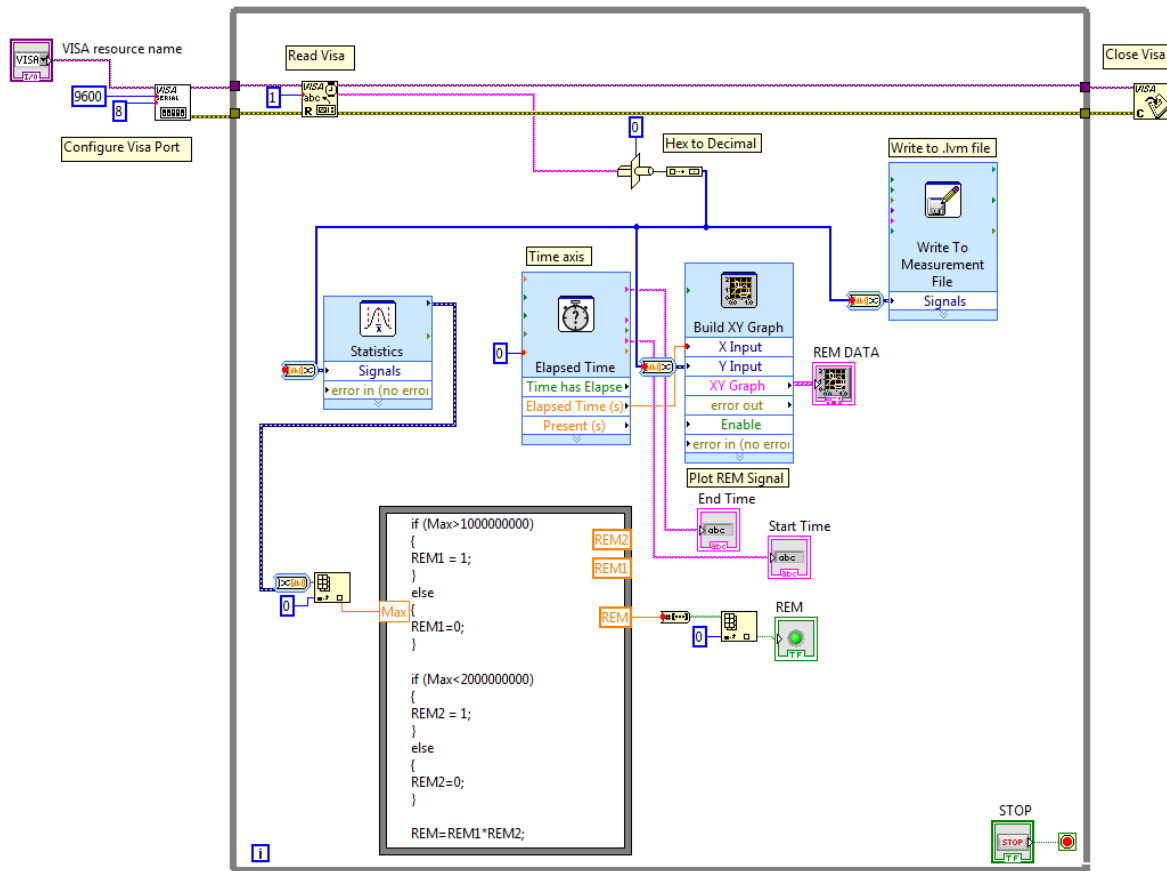 VISA resource name
VISA
I/O
9600
8
VISA
SERIAL
Configure Visa Port
Read Visa
1
VISA
abc
R
Close Visa
VISA
C
0
Hex to Decimal
Write to .lvm file
Write To
Measurement
File
Signals
Time axis
0
Elapsed Time
Time has Elapse
Elapsed Time (s)
Present (s)
Build XY Graph
X Input
Y Input
XY Graph
error out
Enable
error in (no erro
REM DATA
Plot REM Signal
Statistics
Signals
error in (no erro
End Time
abc
abc
Start Time
abc
abc
0
Max
if (Max>1000000000)
{
REM1 = 1;
}
else
{
REM1=0;
}
if (Max<2000000000)
{
REM2 = 1;
}
else
{
REM2=0;
}
REM=REM1*REM2;
REM2
REM1
REM
0
REM
TF
i
STOP
STOP
TF